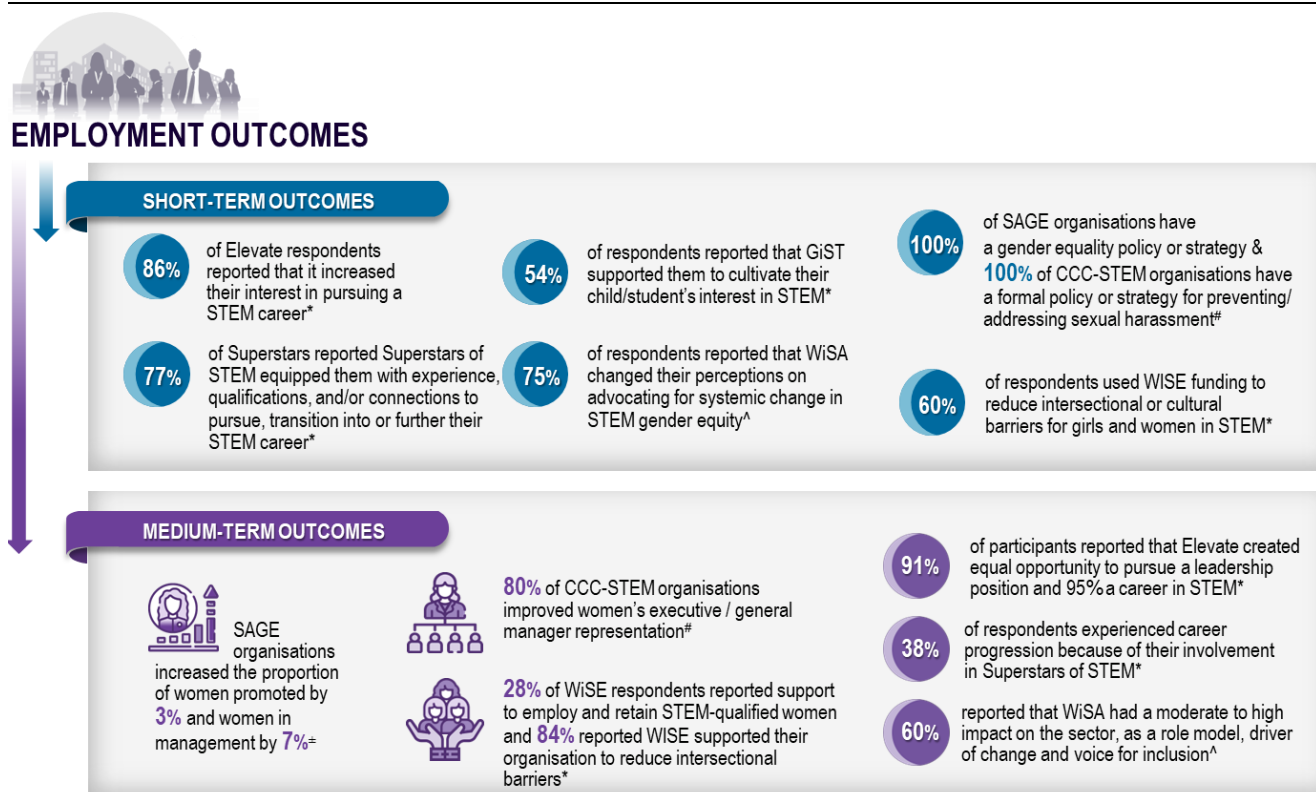 EMPLOYMENT OUTCOMES
SHORT-TERM OUTCOMES
86%
of Elevate respondents
reported that it increased
their interest in pursuing a
STEM career*
77%
of Superstars reported Superstars of
STEM equipped them with experience,
qualifications, and/or connections to
pursue, transition into or further their
STEM career*
54%
of respondents reported that GiST
supported them to cultivate their
child/student's interest in STEM*
75%
of respondents reported that WiSA
changed their perceptions on
advocating for systemic change in
STEM gender equity^
100%
of SAGE organisations have
a gender equality policy or strategy &
100% of CCC-STEM organisations have
a formal policy or strategy for preventing/
addressing sexual harassment#
60%
of respondents used WISE funding to
reduce intersectional or cultural
barriers for girls and women in STEM*
MEDIUM-TERM OUTCOMES
SAGE
organisations
increased the proportion
of women promoted by
3% and women in
management by 7%±
80% of CCC-STEM organisations
improved women's executive / general
manager representation#
28% of WiSE respondents reported support
to employ and retain STEM-qualified women
and 84% reported WISE supported their
organisation to reduce intersectional
barriers*
91%
of participants reported that Elevate created
equal opportunity to pursue a leadership
position and 95% a career in STEM*
38%
of respondents experienced career
progression because of their involvement
in Superstars of STEM*
60%
reported that WiSA had a moderate to high
impact on the sector, as a role model, driver
of change and voice for inclusion^